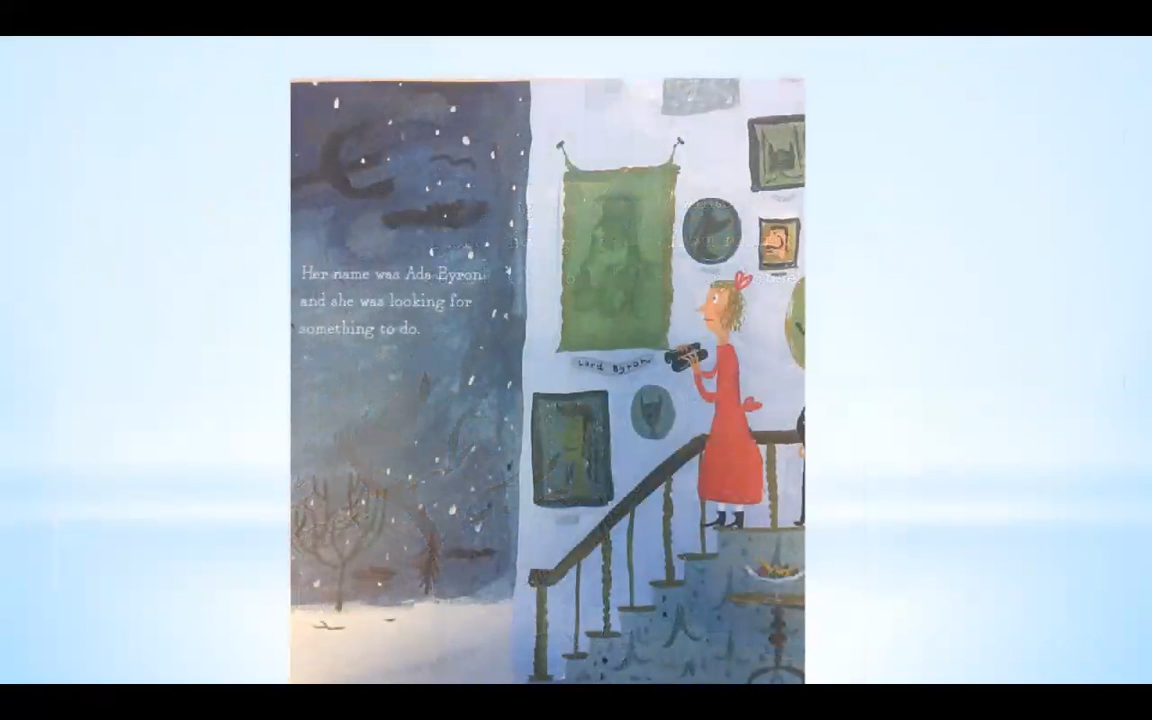 Her name was Ada Byron
and she was looking for
something to do.
Lord Byron